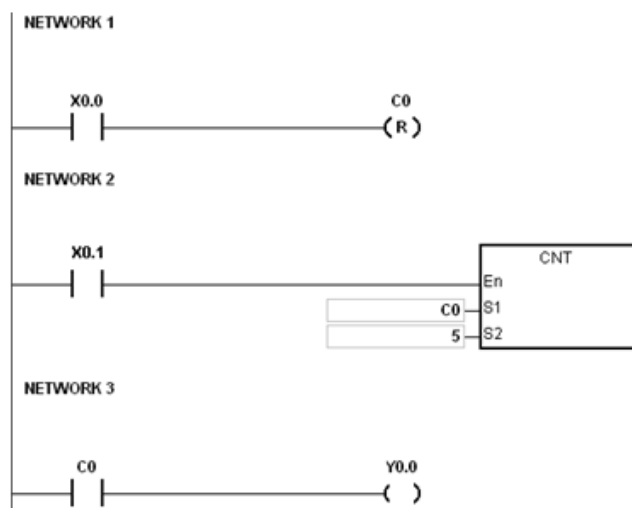 NETWORK 1
X0.0 C0
( R )
NETWORK 2
X0.1
CNT
En
C0 S1
5 S2
NETWORK 3
C0 Y0.0
( )